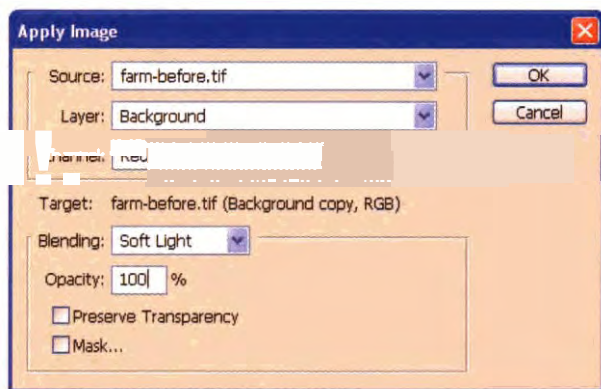 Apply Image
Source: farm-before.tif
OK
Layer: Background
Cancel
Channel:
Target: farm-before.tif (Background copy, RGB)
Blending: Soft Light
Opacity: 100 %
Preserve Transparency
Mask...